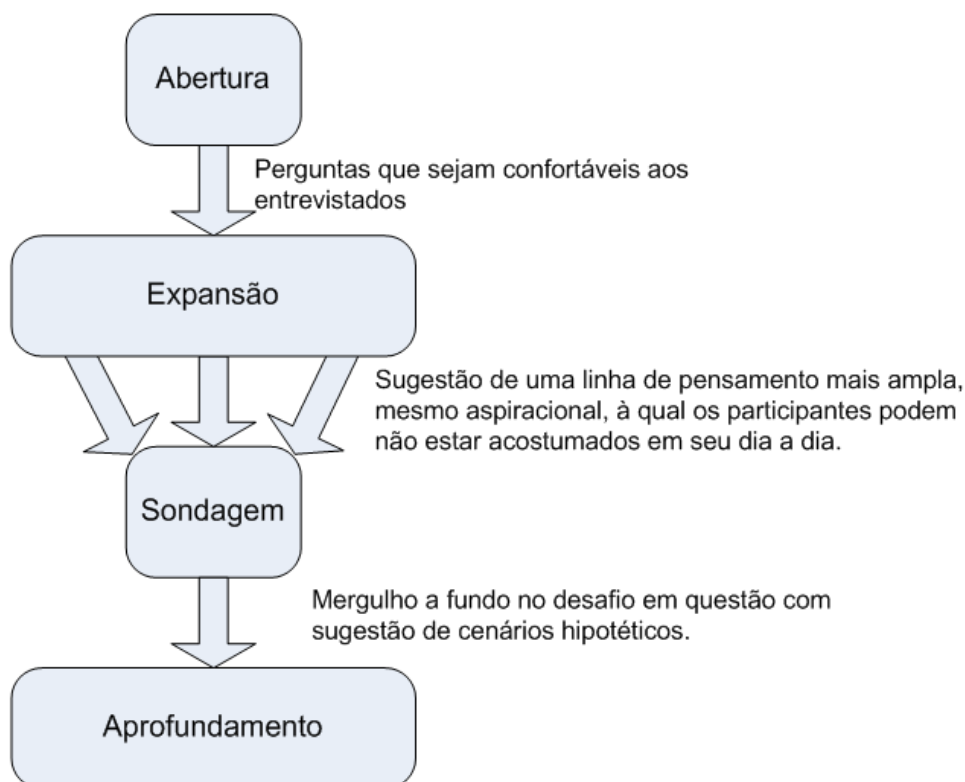 Abertura
Perguntas que sejam confortáveis aos
entrevistados
Expansão
Sugestão de uma linha de pensamento mais ampla,
mesmo aspiracional, à qual os participantes podem
não estar acostumados em seu dia a dia.
Sondagem
Mergulho a fundo no desafio em questão com
sugestão de cenários hipotéticos.
Aprofundamento